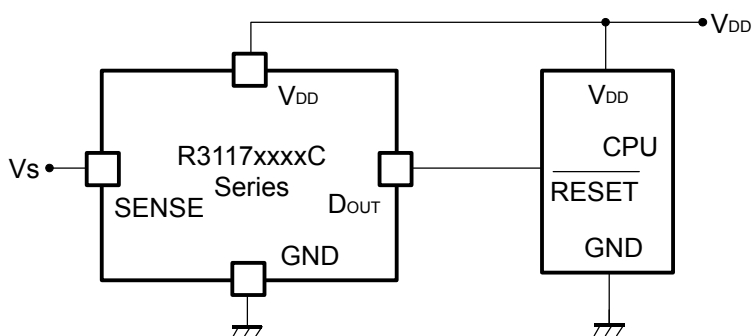 VDD
VDD
VDD
R3117xxxxC
Series
CPU
Vs
SENSE
DOUT
RESET
GND
GND